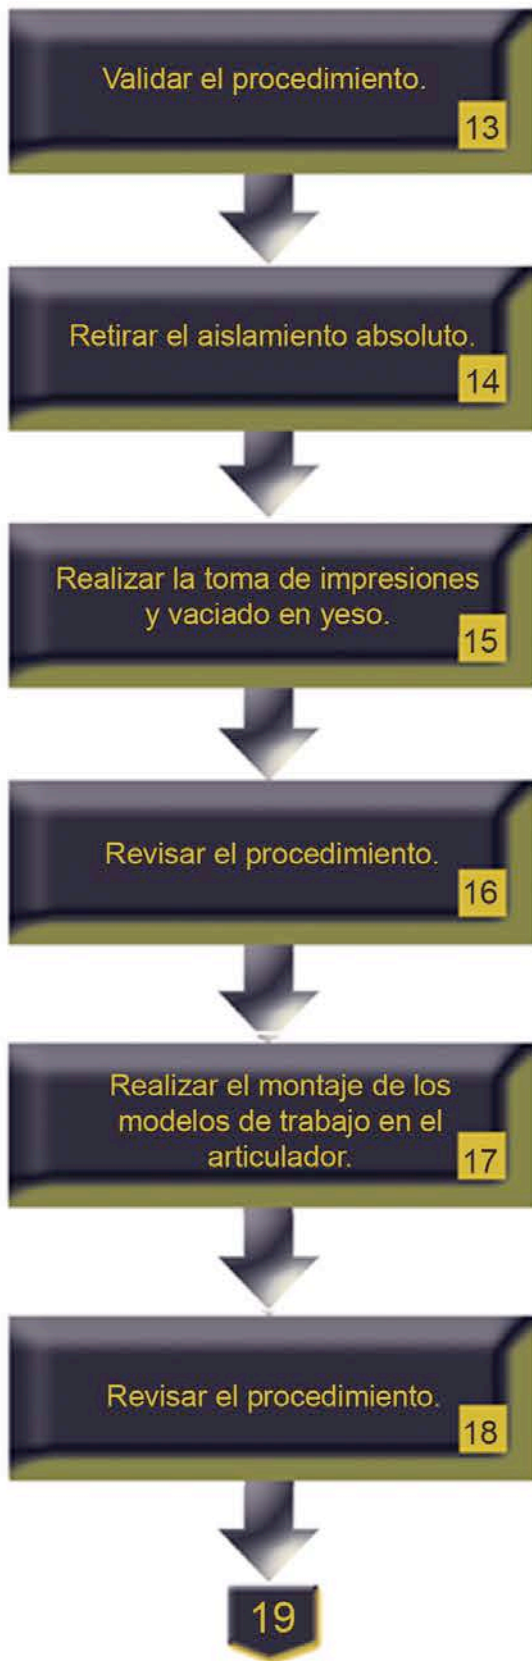 Validar el procedimiento.
13
Retirar el aislamiento absoluto.
14
Realizar la toma de impresiones
y vaciado en yeso.
15
Revisar el procedimiento.
16
Realizar el montaje de los
modelos de trabajo en el
articulador.
17
Revisar el procedimiento.
18
19